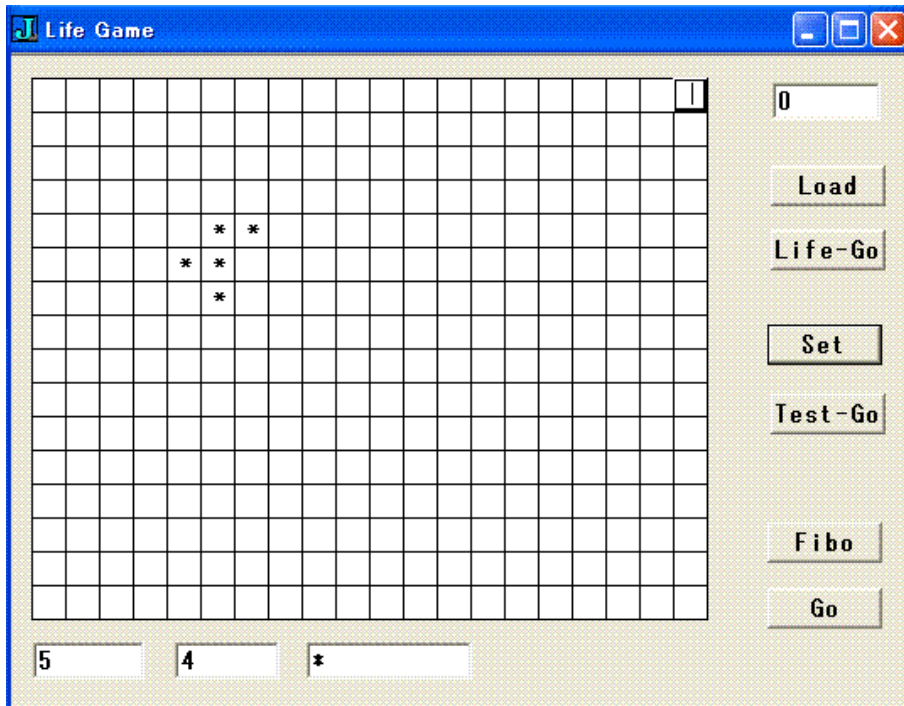 J Life Game
0
Load
* *
Life-Go
* *
*
Set
Test-Go
Fibo
Go
5 4 *